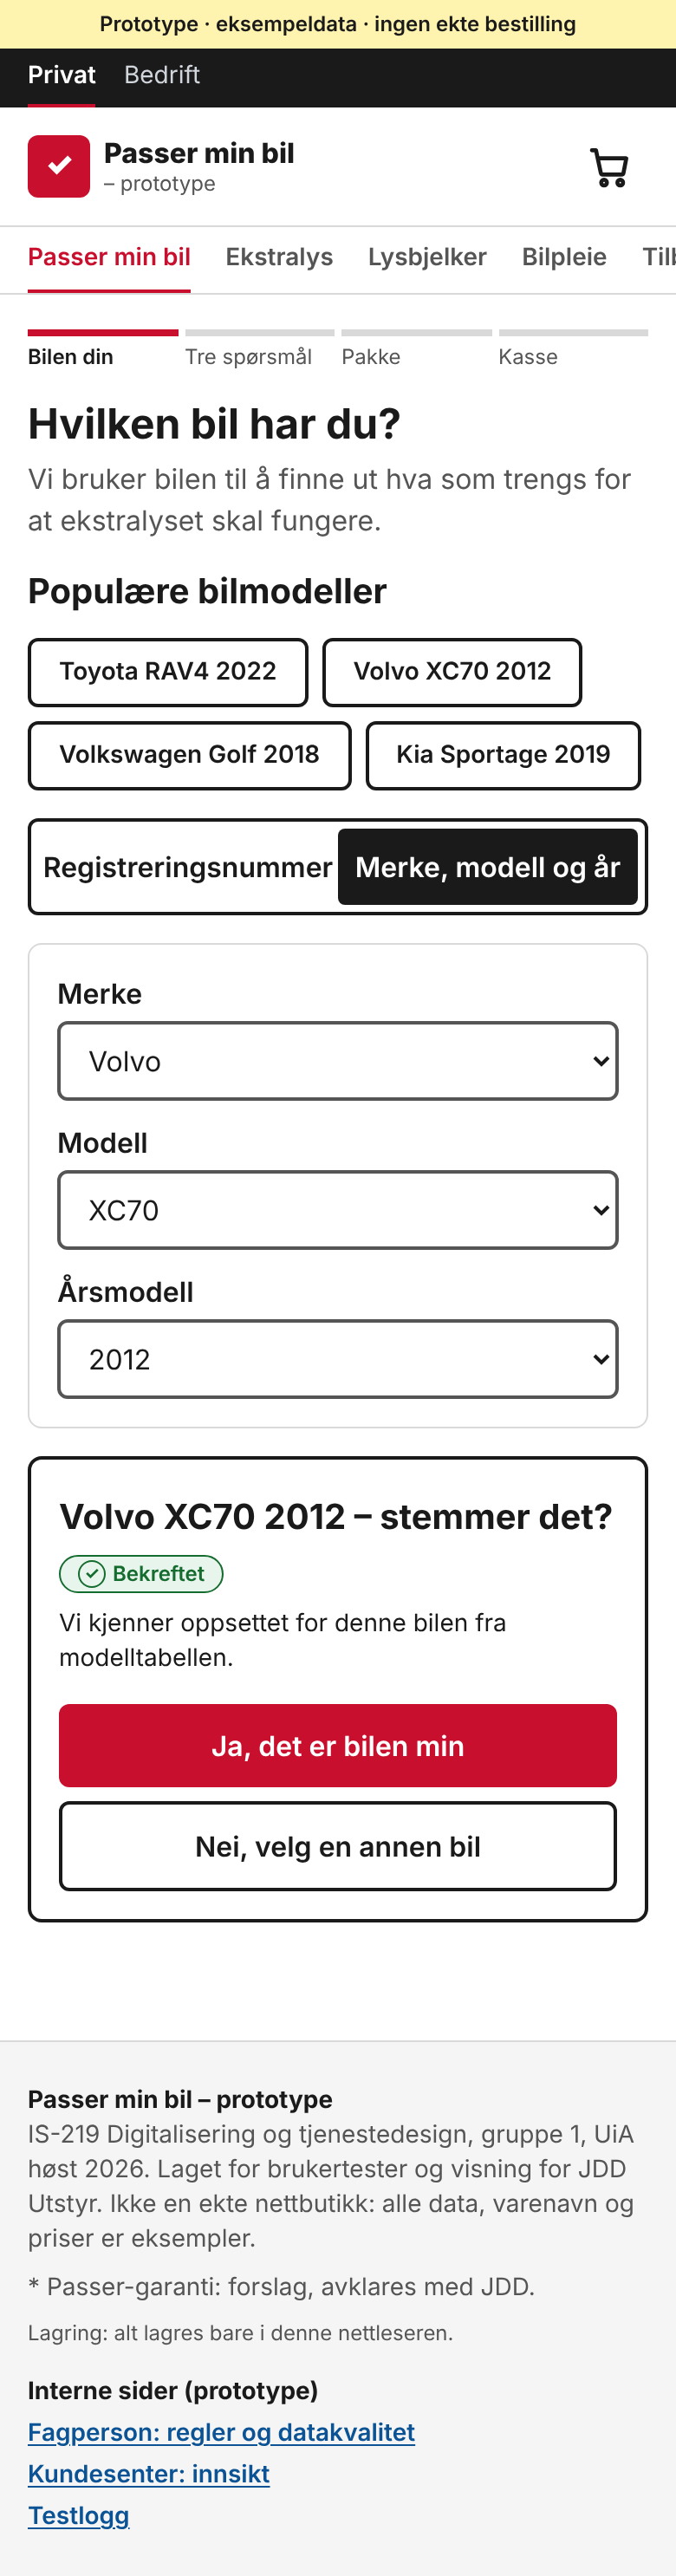 Prototype · eksempeldata · ingen ekte bestilling
Privat Bedrift
Passer min bil
– prototype
Passer min bil Ekstralys Lysbjelker Bilpleie Til
Bilen din Tre spørsmål Pakke Kasse
Hvilken bil har du?
Vi bruker bilen til å finne ut hva som trengs for
at ekstralyset skal fungere.
Populære bilmodeller
Toyota RAV4 2022 Volvo XC70 2012
Volkswagen Golf 2018 Kia Sportage 2019
Registreringsnummer Merke, modell og år
Merke
Volvo
Modell
XC70
Årsmodell
2012
Volvo XC70 2012 – stemmer det?
Bekreftet
Vi kjenner oppsettet for denne bilen fra
modelltabellen.
Ja, det er bilen min
Nei, velg en annen bil
Passer min bil – prototype
IS-219 Digitalisering og tjenestedesign, gruppe 1, UiA
høst 2026. Laget for brukertester og visning for JDD
Utstyr. Ikke en ekte nettbutikk: alle data, varenavn og
priser er eksempler.
* Passer-garanti: forslag, avklares med JDD.
Lagring: alt lagres bare i denne nettleseren.
Interne sider (prototype)
Fagperson: regler og datakvalitet
Kundesenter: innsikt
Testlogg